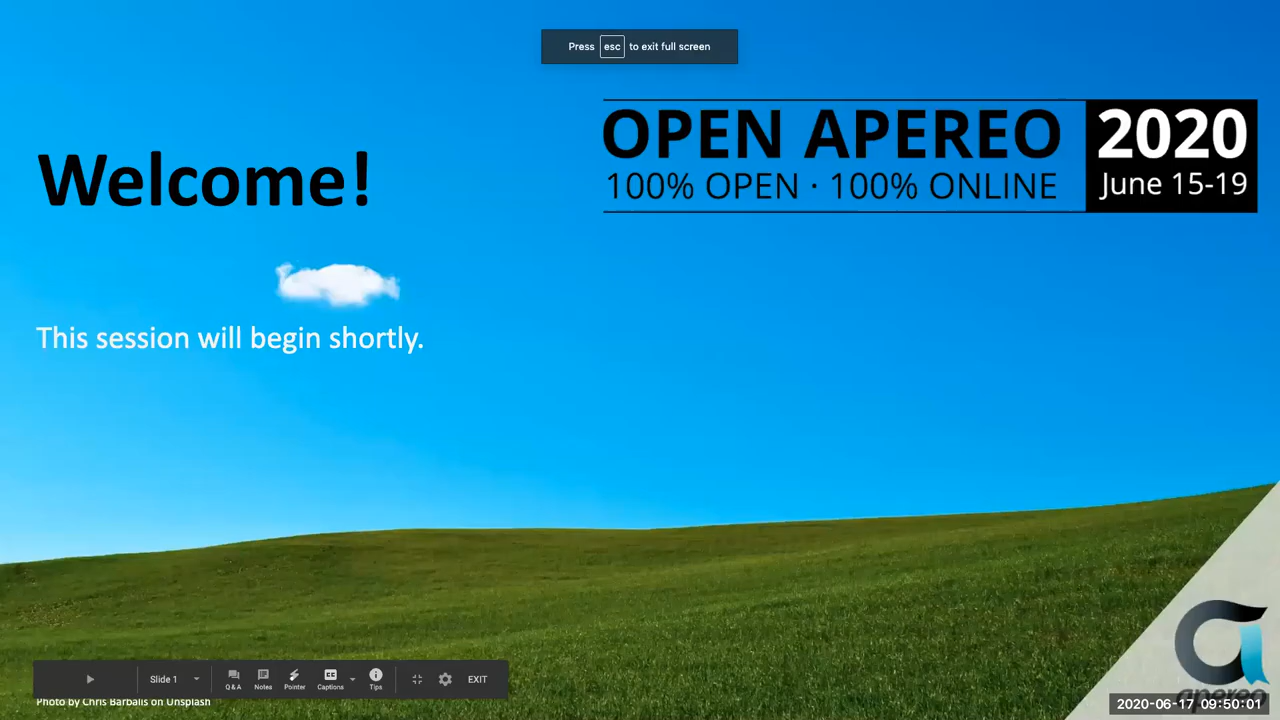 Press esc to exit full screen
OPEN APEREO 2020
100% OPEN · 100% ONLINE June 15-19
Welcome!
This session will begin shortly.
Slide 1
Q & A Notes Pointer Captions Tips
EXIT
Photo by Chris Barbalis on Unsplash
apereo
2020-06-17 09:50:01